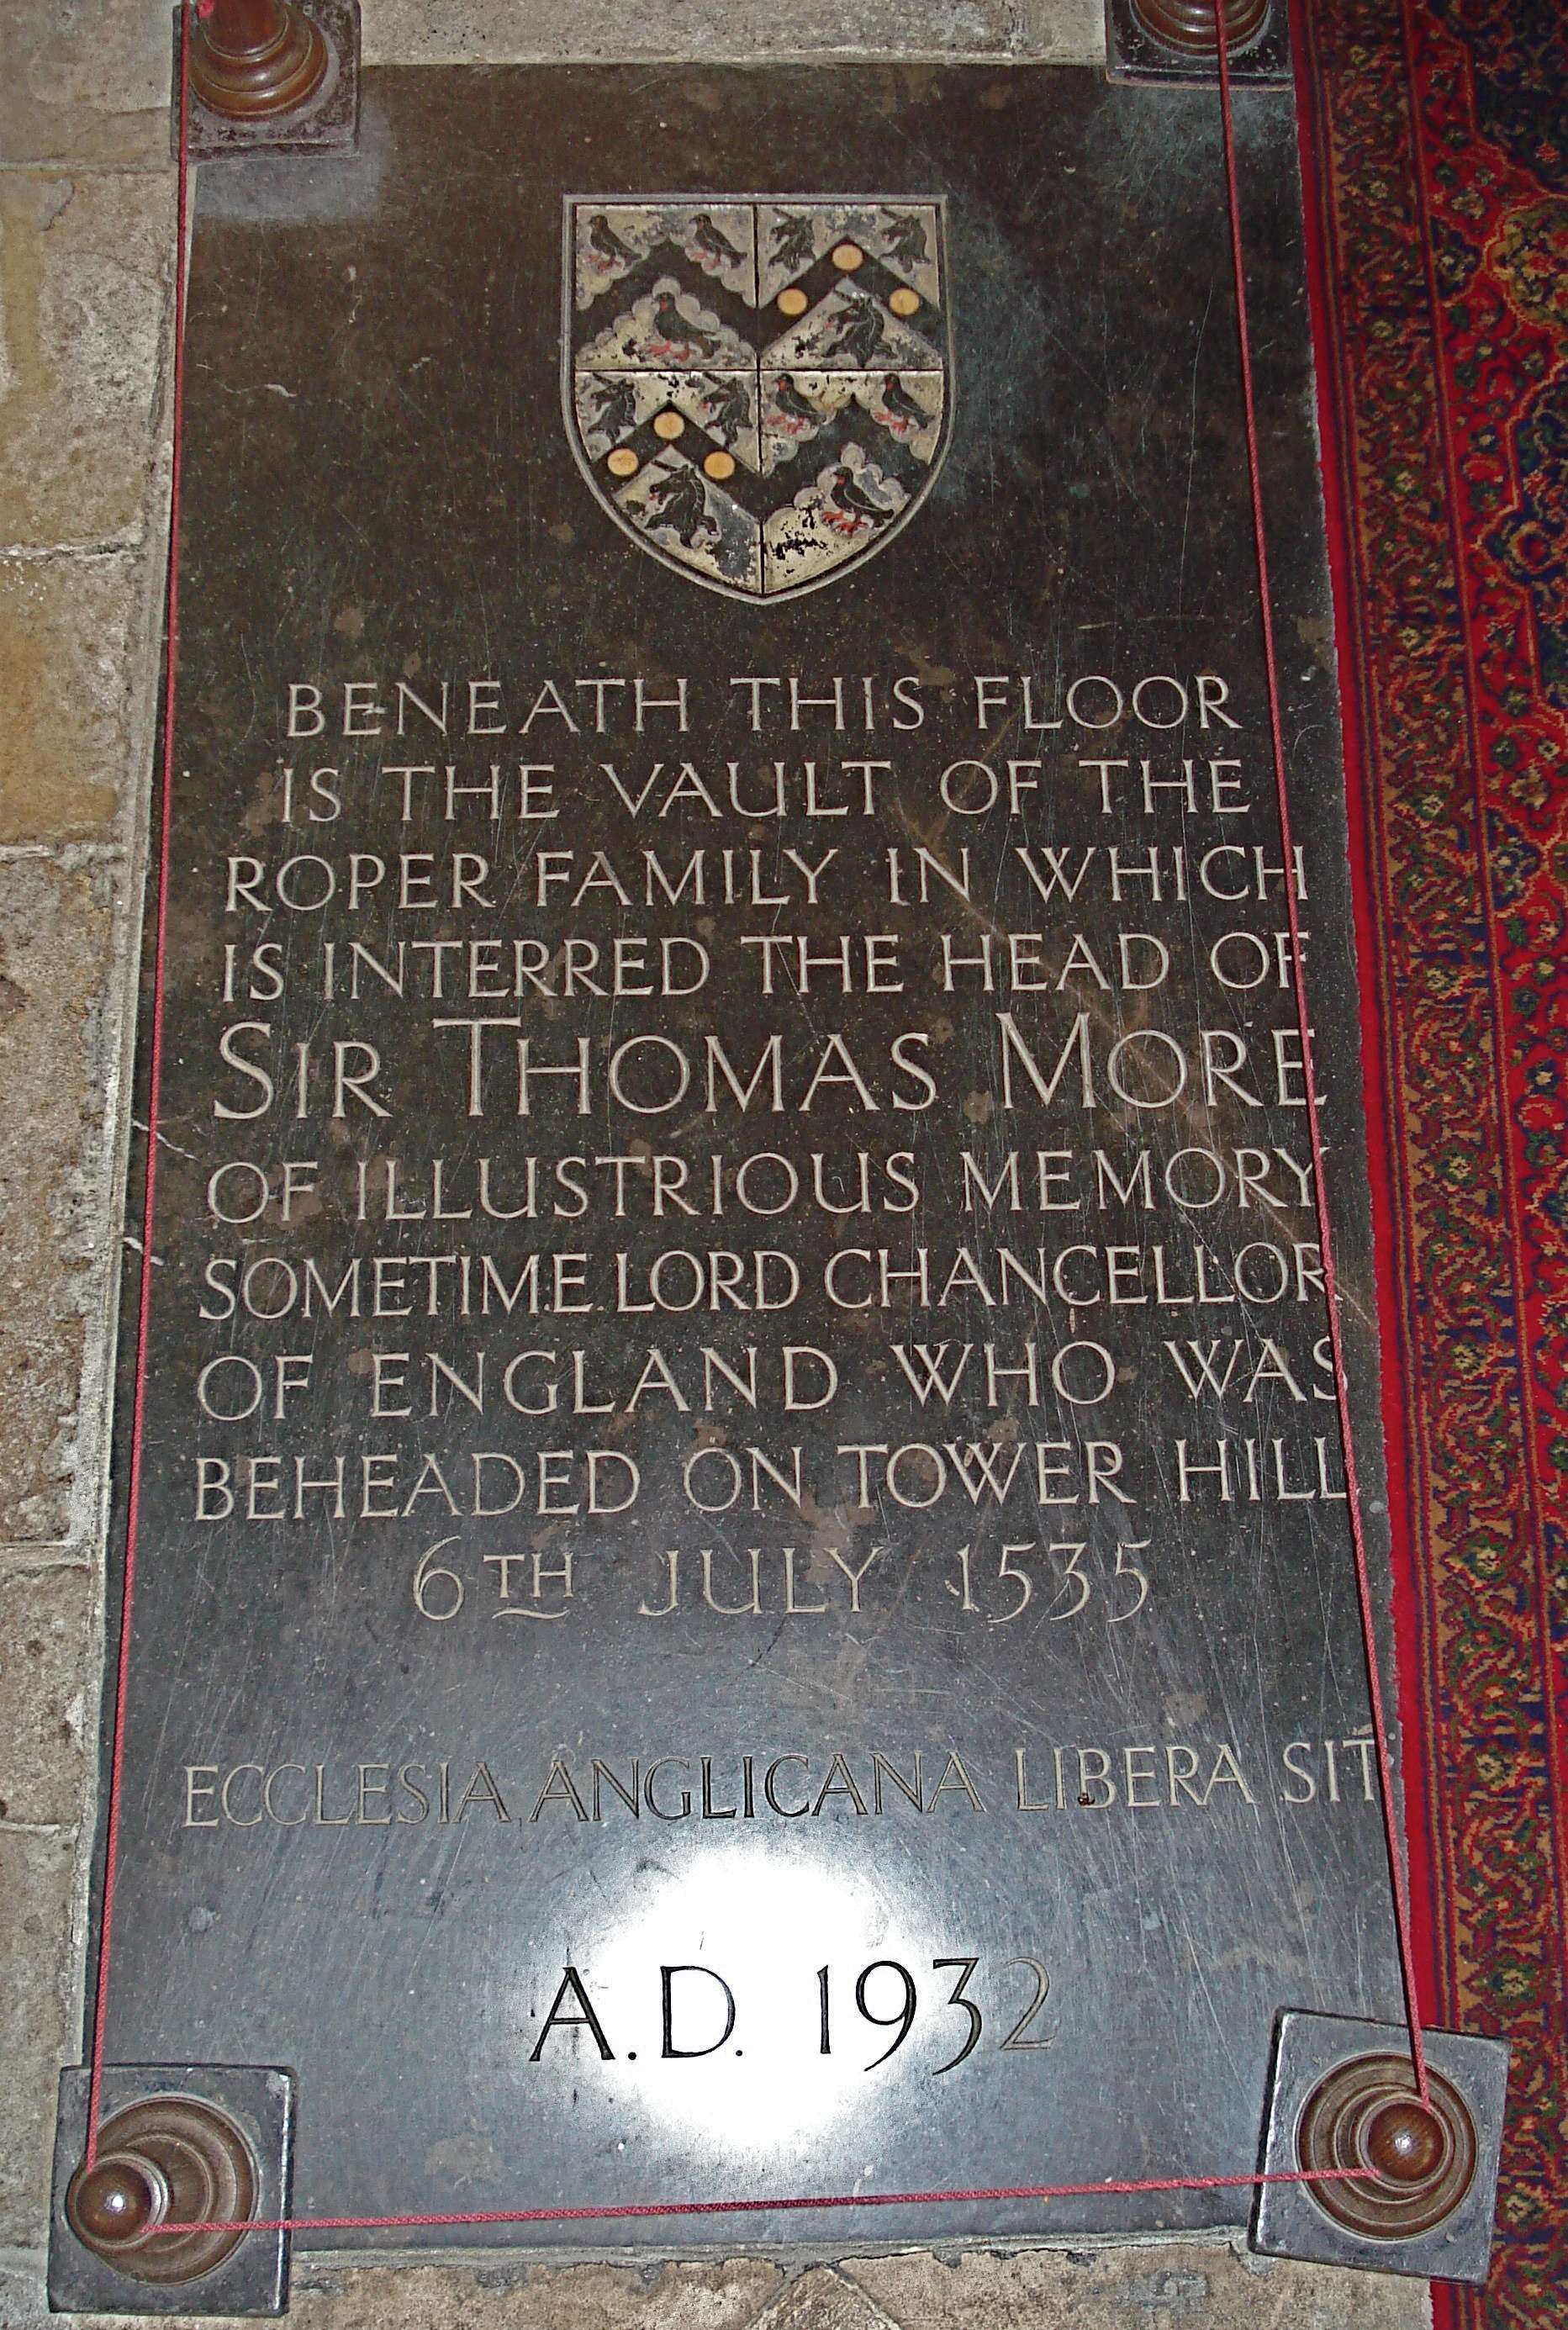 BENEATH THIS FLOOR
IS THE VAULT OF THE
ROPER FAMILY IN WHICH
IS INTERRED THE HEAD OF
SIR THOMAS MORE
OF ILLUSTRIOUS MEMORY
SOMETIME LORD CHANCELLOR
OF ENGLAND WHO WAS
BEHEADED ON TOWER HILL
6TH JULY 1535
ECCLESIA ANGLICANA LIBERA SIT
A.D. 1932